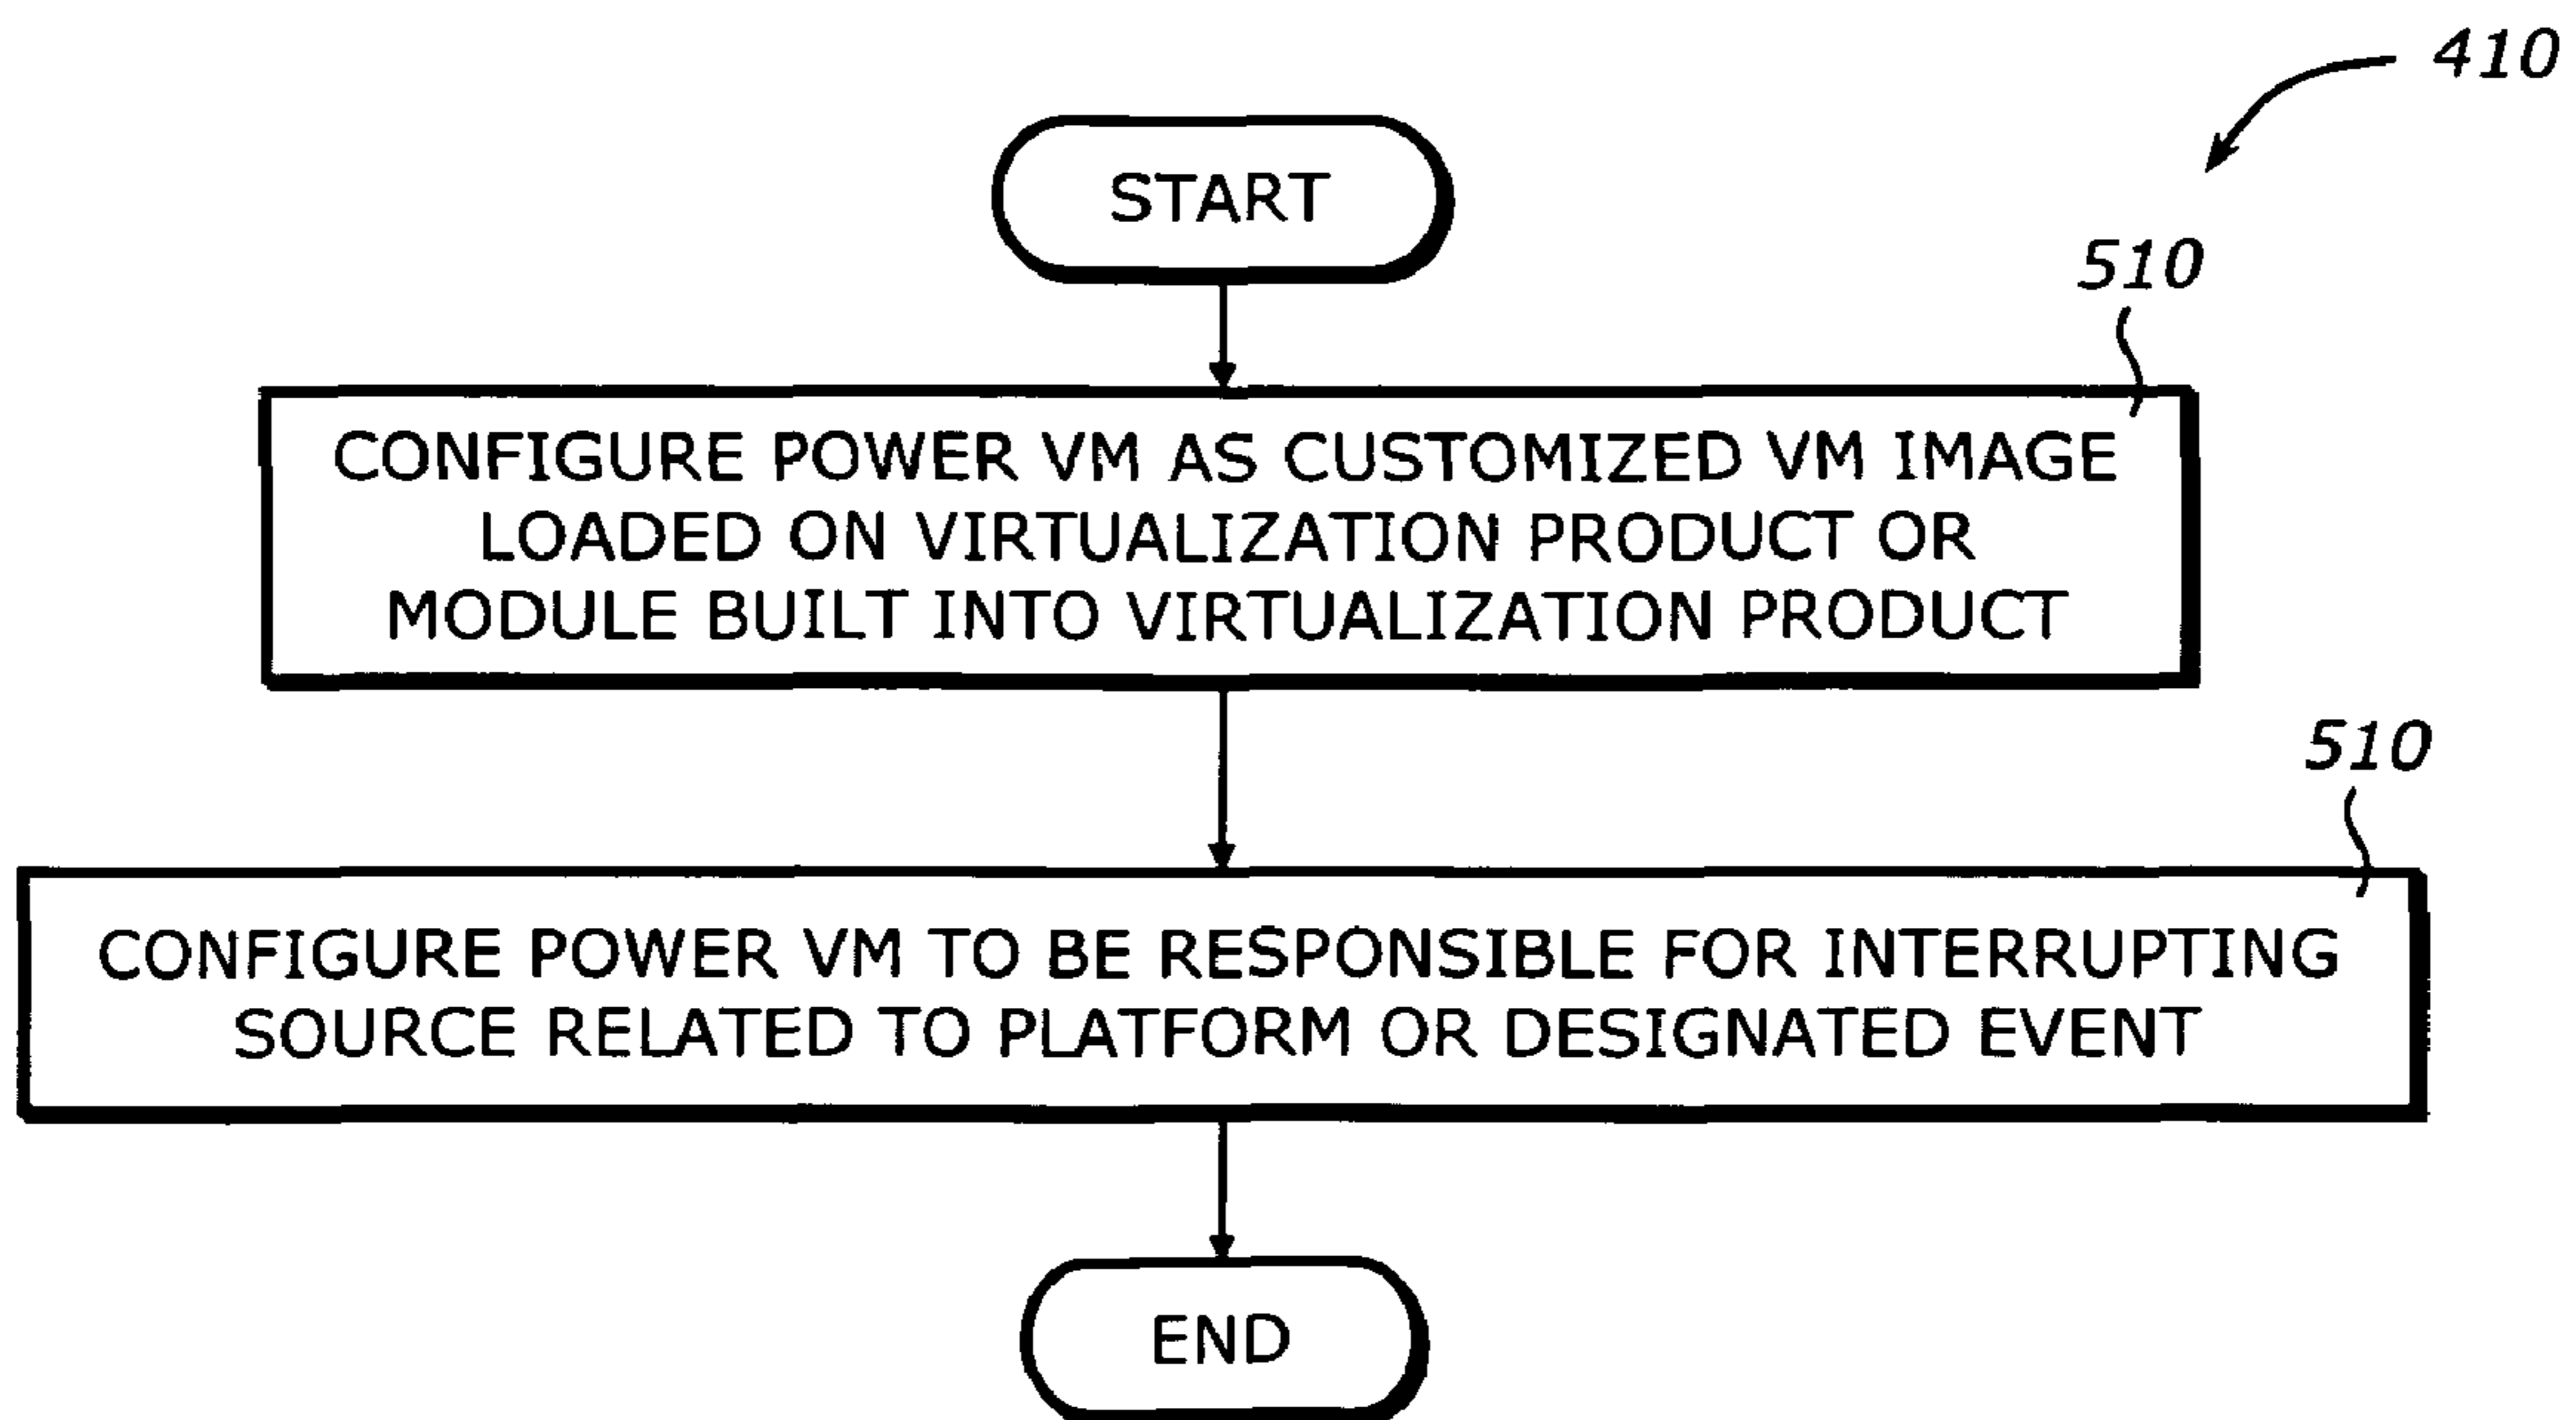 410
START
510
CONFIGURE POWER VM AS CUSTOMIZED VM IMAGE
LOADED ON VIRTUALIZATION PRODUCT OR
MODULE BUILT INTO VIRTUALIZATION PRODUCT
510
CONFIGURE POWER VM TO BE RESPONSIBLE FOR INTERRUPTING
SOURCE RELATED TO PLATFORM OR DESIGNATED EVENT
END